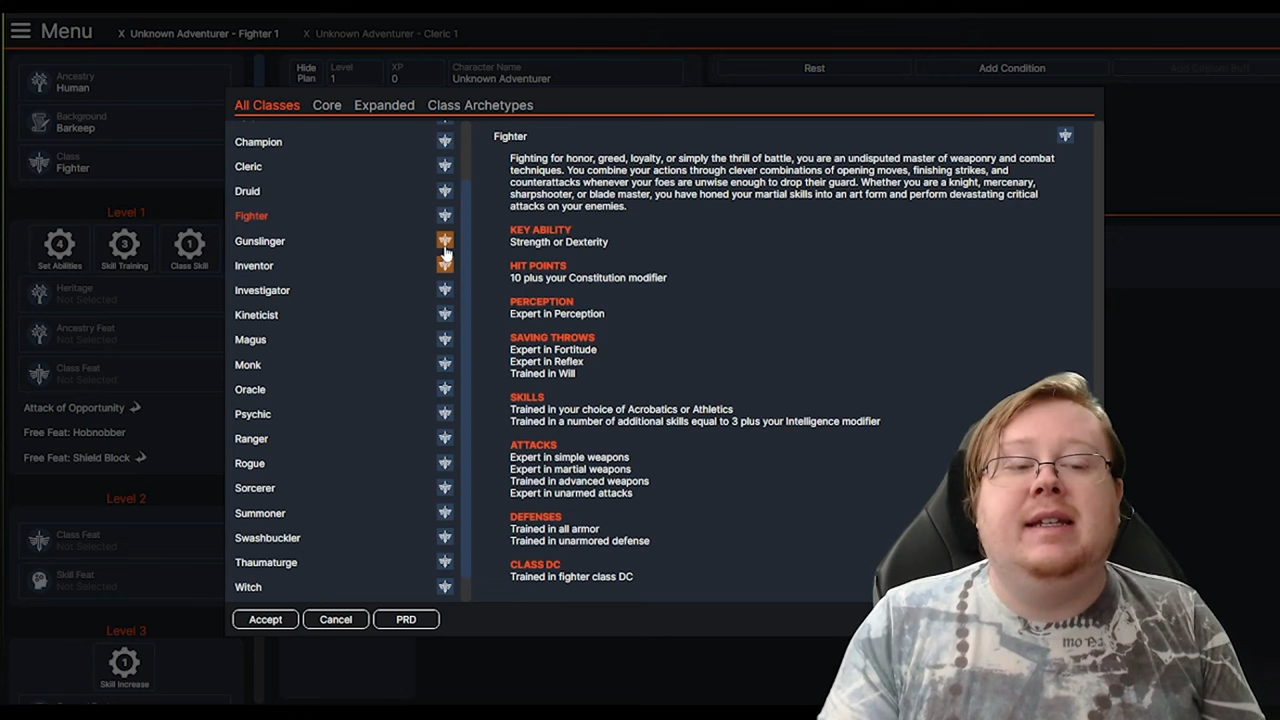 Menu
X Unknown Adventurer - Fighter 1
X Unknown Adventurer - Cleric 1
Ancestry
Human
Background
Barkeep
Class
Fighter
Hide
Plan
Level
1
XP
0
Character Name
Unknown Adventurer
Rest
Add Condition
Add Custom Buff
All Classes
Core
Expanded
Class Archetypes
Champion
Cleric
Druid
Fighter
Gunslinger
Inventor
Investigator
Kineticist
Magus
Monk
Oracle
Psychic
Ranger
Rogue
Sorcerer
Summoner
Swashbuckler
Thaumaturge
Witch
Accept
Cancel
PRD
Fighter
Fighting for honor, greed, loyalty, or simply the thrill of battle, you are an undisputed master of weaponry and combat
techniques. You combine your actions through clever combinations of opening moves, finishing strikes, and
counterattacks whenever your foes are unwise enough to drop their guard. Whether you are a knight, mercenary,
sharpshooter, or blade master, you have honed your martial skills into an art form and perform devastating critical
attacks on your enemies.
KEY ABILITY
Strength or Dexterity
HIT POINTS
10 plus your Constitution modifier
PERCEPTION
Expert in Perception
SAVING THROWS
Expert in Fortitude
Expert in Reflex
Trained in Will
SKILLS
Trained in your choice of Acrobatics or Athletics
Trained in a number of additional skills equal to 3 plus your Intelligence modifier
ATTACKS
Expert in simple weapons
Expert in martial weapons
Trained in advanced weapons
Expert in unarmed attacks
DEFENSES
Trained in all armor
Trained in unarmored defense
CLASS DC
Trained in fighter class DC
Level 1
4
Set Abilities
3
Skill Training
1
Class Skill
Heritage
Not Selected
Ancestry Feat
Not Selected
Class Feat
Not Selected
Attack of Opportunity
Free Feat: Hobnobber
Free Feat: Shield Block
Level 2
Class Feat
Not Selected
Skill Feat
Not Selected
Level 3
1
Skill Increase